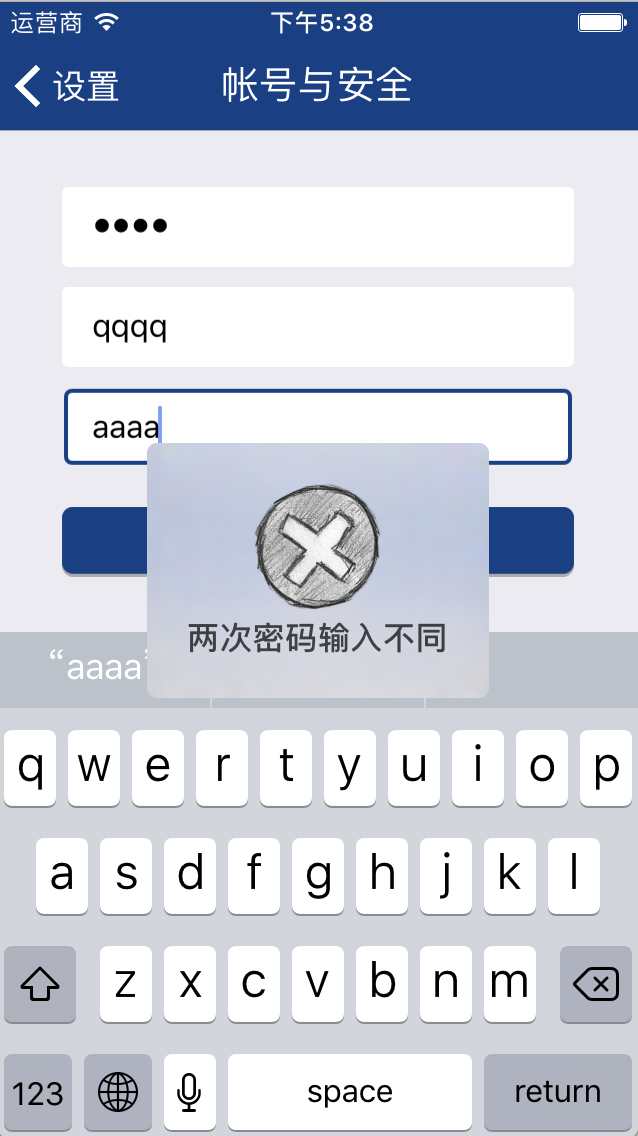 运营商 下午5:38
设置 帐号与安全
••••
qqqq
aaaa
两次密码输入不同
“aaaa”
q w e r t y u i o p
a s d f g h j k l
z x c v b n m
123 space return